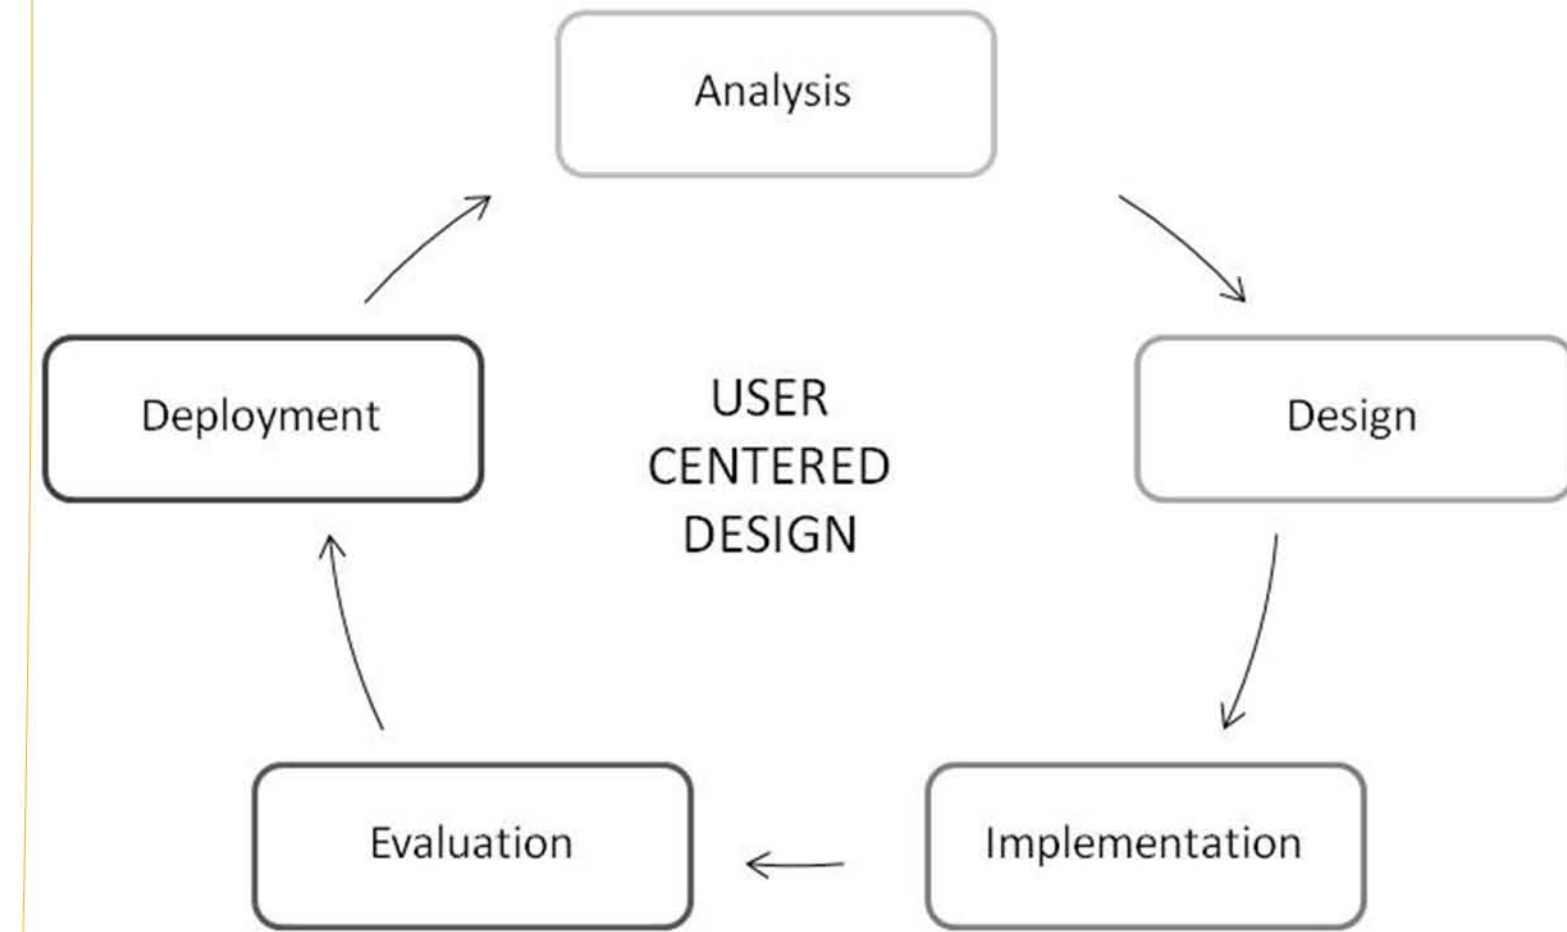 Analysis
Deployment
USER
CENTERED
DESIGN
Design
Evaluation
Implementation